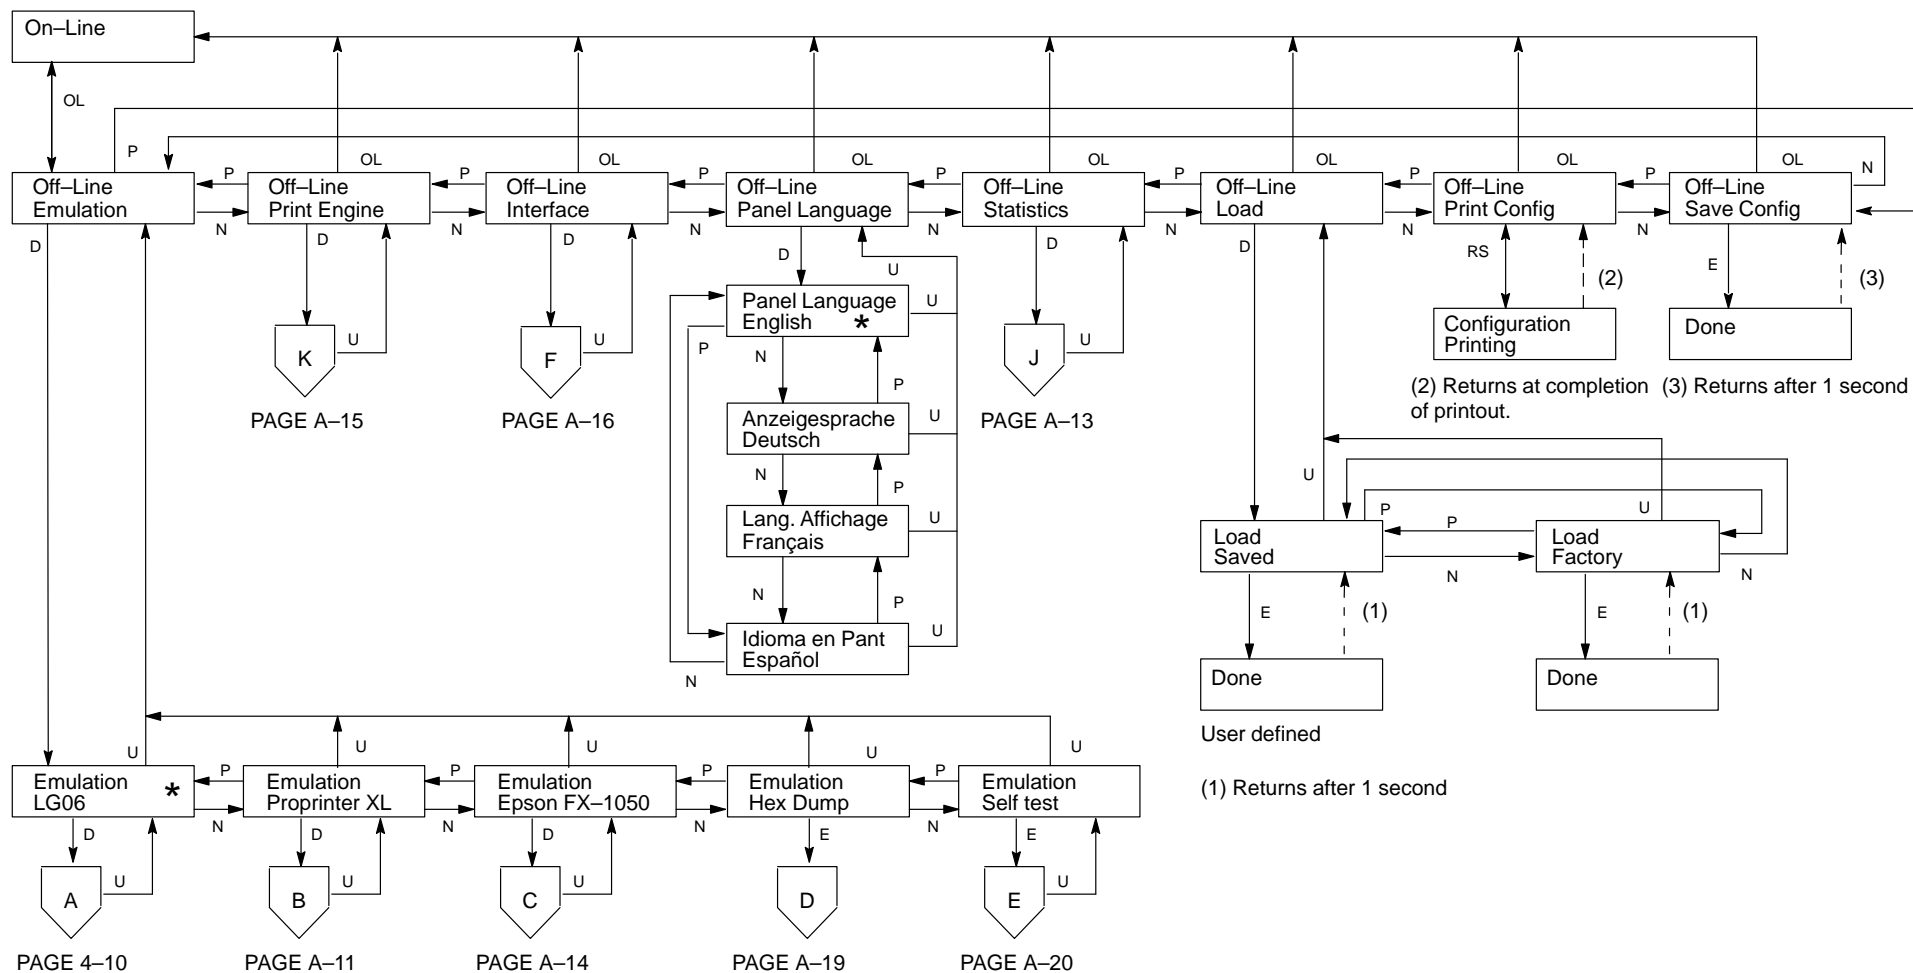 On–Line
OL
P
OL
OL
OL
OL
OL
OL
OL
N
Off–Line
Emulation
P
N
Off–Line
Print Engine
P
N
Off–Line
Interface
P
N
Off–Line
Panel Language
P
N
Off–Line
Statistics
P
N
Off–Line
Load
P
N
Off–Line
Print Config
P
N
Off–Line
Save Config
D
D
D
D
U
D
D
RS
(2)
E
(3)
K
U
PAGE A–15
F
U
PAGE A–16
Panel Language
English *
U
P
N
P
Anzeigesprache
Deutsch
U
N
P
Lang. Affichage
Français
U
N
P
Idioma en Pant
Español
U
N
J
U
PAGE A–13
Configuration
Printing
Done
(2) Returns at completion
of printout.
(3) Returns after 1 second
U
P
P
U
Load
Saved
N
Load
Factory
N
E
(1)
E
(1)
Done
Done
User defined
(1) Returns after 1 second
U
U
U
U
U
Emulation
LG06 *
P
N
Emulation
Proprinter XL
P
N
Emulation
Epson FX–1050
P
N
Emulation
Hex Dump
P
N
Emulation
Self test
D
D
D
E
E
A
U
B
U
C
U
D
E
U
PAGE 4–10
PAGE A–11
PAGE A–14
PAGE A–19
PAGE A–20